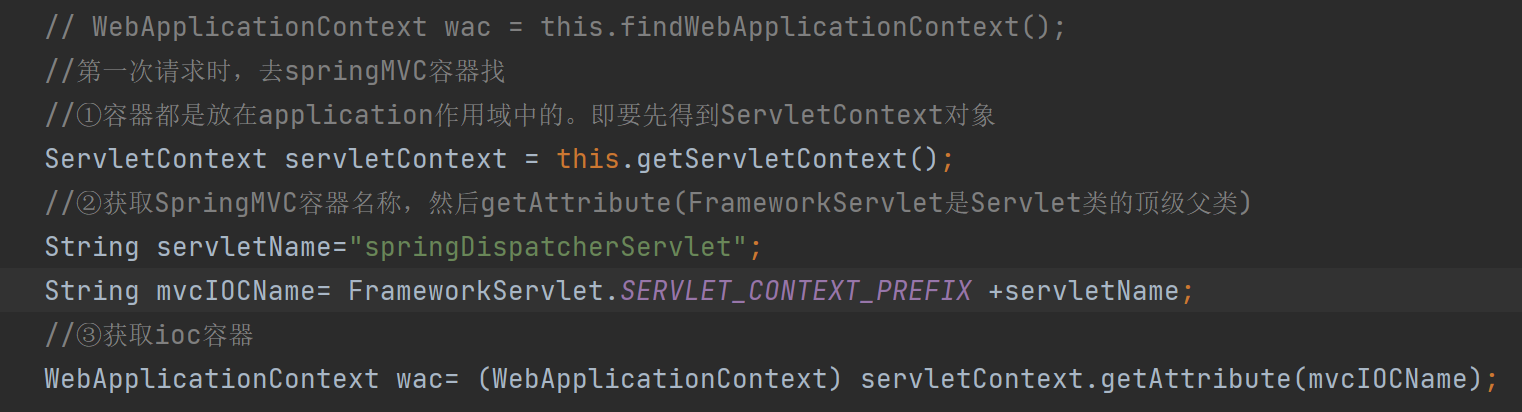 // WebApplicationContext wac = this.findWebApplicationContext();
//第一次请求时，去springMVC容器找
//①容器都是放在application作用域中的。即要先得到ServletContext对象
ServletContext servletContext = this.getServletContext();
//②获取SpringMVC容器名称，然后getAttribute(FrameworkServlet是Servlet类的顶级父类)
String servletName="springDispatcherServlet";
String mvcIOCName= FrameworkServlet.SERVLET_CONTEXT_PREFIX +servletName;
//③获取ioc容器
WebApplicationContext wac= (WebApplicationContext) servletContext.getAttribute(mvcIOCName);